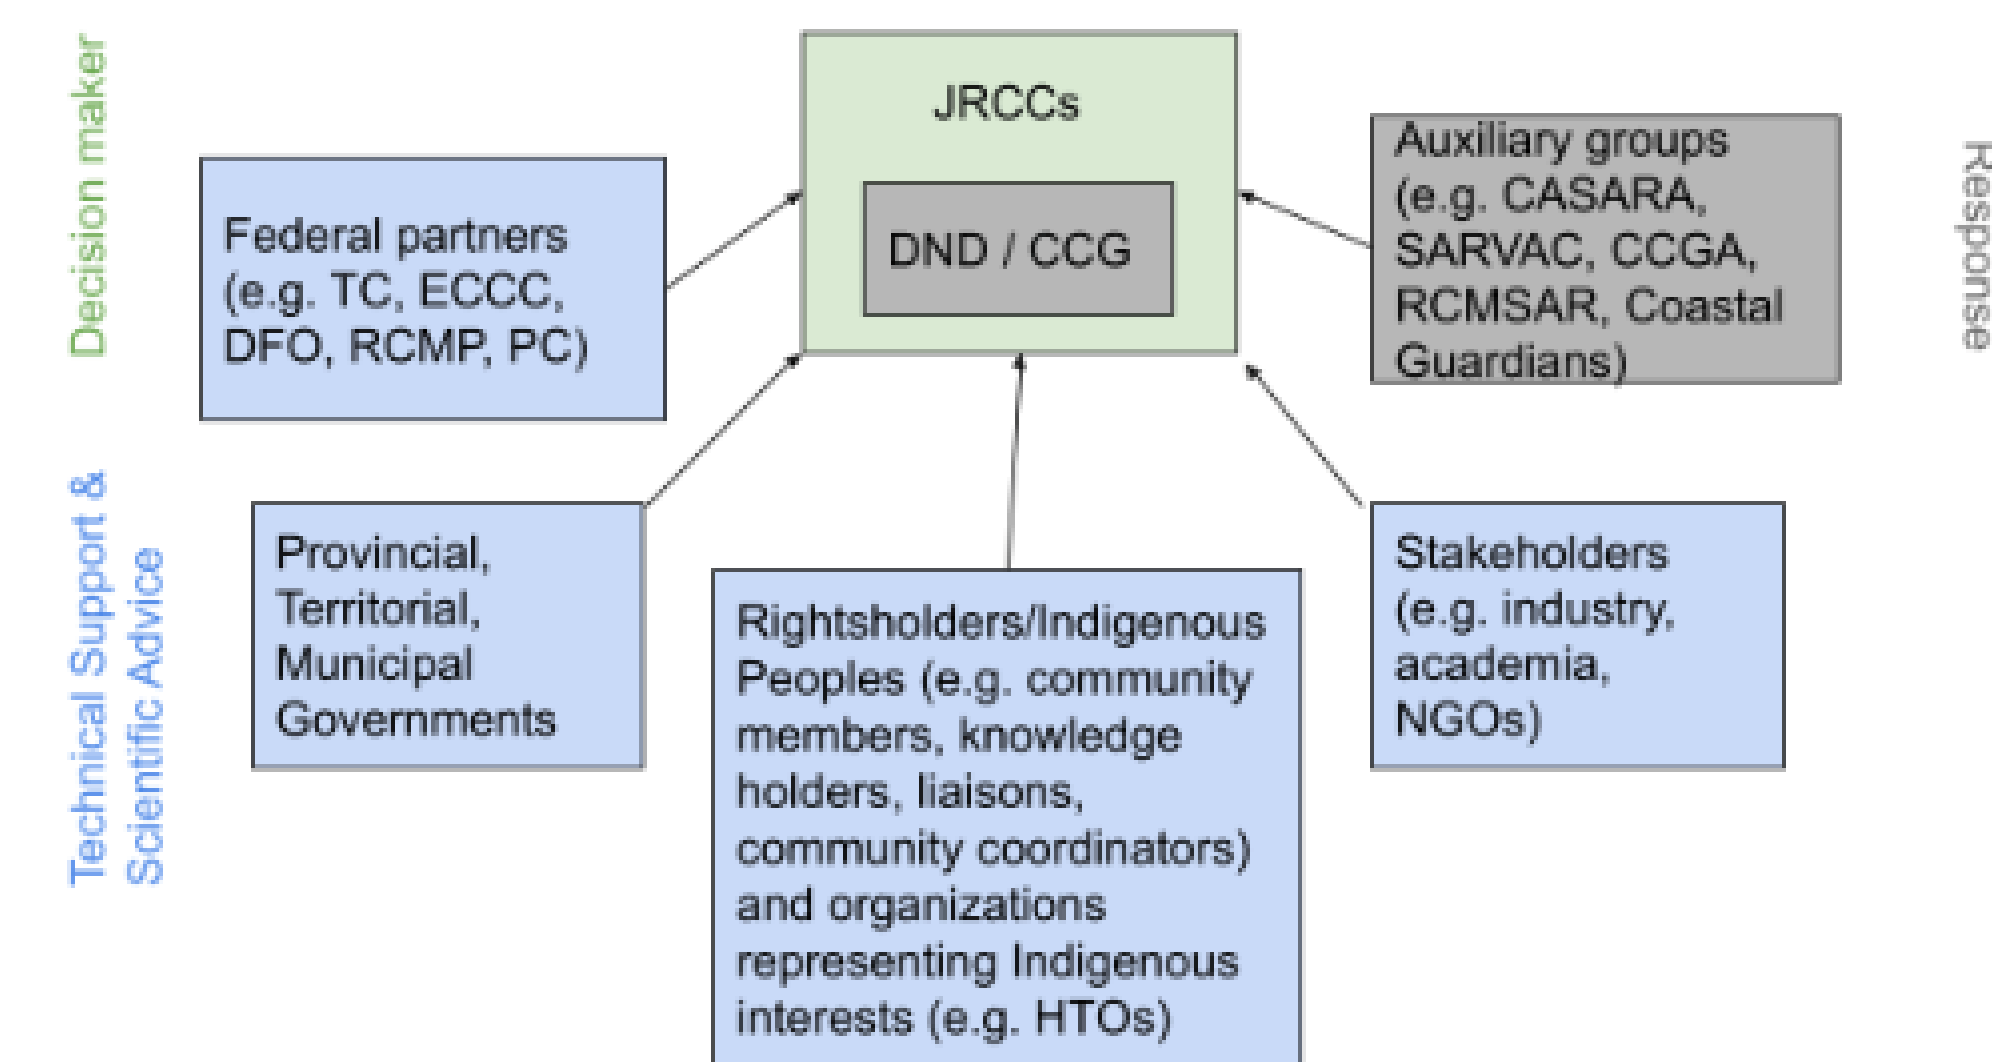 Decision maker
JRCCs
DND / CCG
Federal partners
(e.g. TC, ECCC,
DFO, RCMP, PC)
Auxiliary groups
(e.g. CASARA,
SARVAC, CCGA,
RCMSAR, Coastal
Guardians)
Response
Technical Support &
Scientific Advice
Provincial,
Territorial,
Municipal
Governments
Rightsholders/Indigenous
Peoples (e.g. community
members, knowledge
holders, liaisons,
community coordinators)
and organizations
representing Indigenous
interests (e.g. HTOs)
Stakeholders
(e.g. industry,
academia,
NGOs)